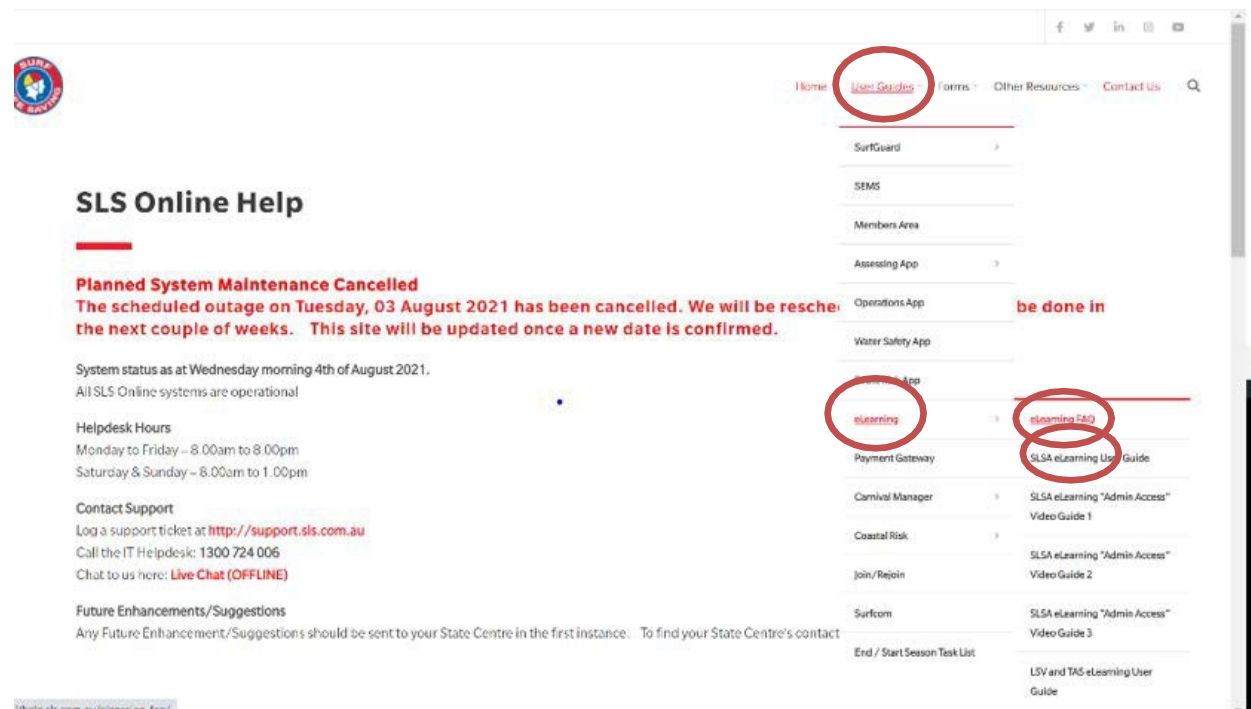 SURF
LIFE SAVING
Home User Guides Forms Other Resources Contact Us
SLS Online Help
Planned System Maintenance Cancelled
The scheduled outage on Tuesday, 03 August 2021 has been cancelled. We will be resche be done in
the next couple of weeks. This site will be updated once a new date is confirmed.
System status as at Wednesday morning 4th of August 2021.
All SLS Online systems are operational
Helpdesk Hours
Monday to Friday – 8.00am to 8.00pm
Saturday & Sunday – 8.00am to 1.00pm
Contact Support
Log a support ticket at http://support.sls.com.au
Call the IT Helpdesk: 1300 724 006
Chat to us here: Live Chat (OFFLINE)
Future Enhancements/Suggestions
Any Future Enhancement/Suggestions should be sent to your State Centre in the first instance. To find your State Centre's contact
SurfGuard
SEMS
Members Area
Assessing App
Operations App
Water Safety App
App
eLearning
Payment Gateway
Carnival Manager
Coastal Risk
Join/Rejoin
Surfcom
End / Start Season Task List
eLearning FAQ
SLSA eLearning User Guide
SLSA eLearning "Admin Access"
Video Guide 1
SLSA eLearning "Admin Access"
Video Guide 2
SLSA eLearning "Admin Access"
Video Guide 3
LSV and TAS eLearning User
Guide